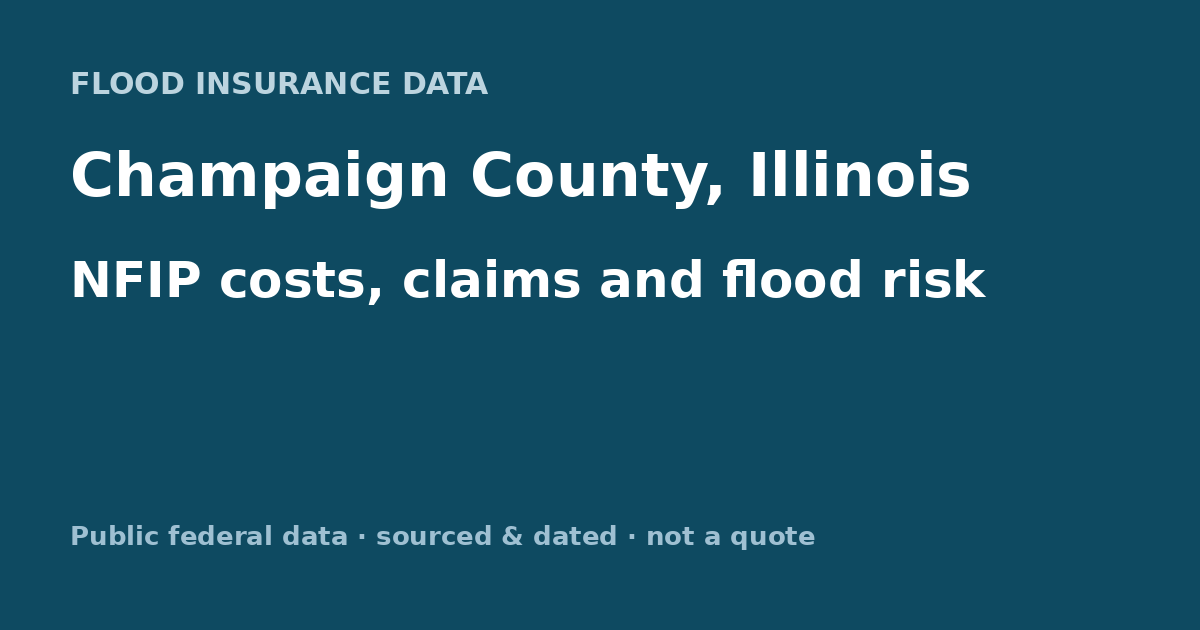 FLOOD INSURANCE DATA
Champaign County, Illinois
NFIP costs, claims and flood risk
Public federal data · sourced & dated · not a quote